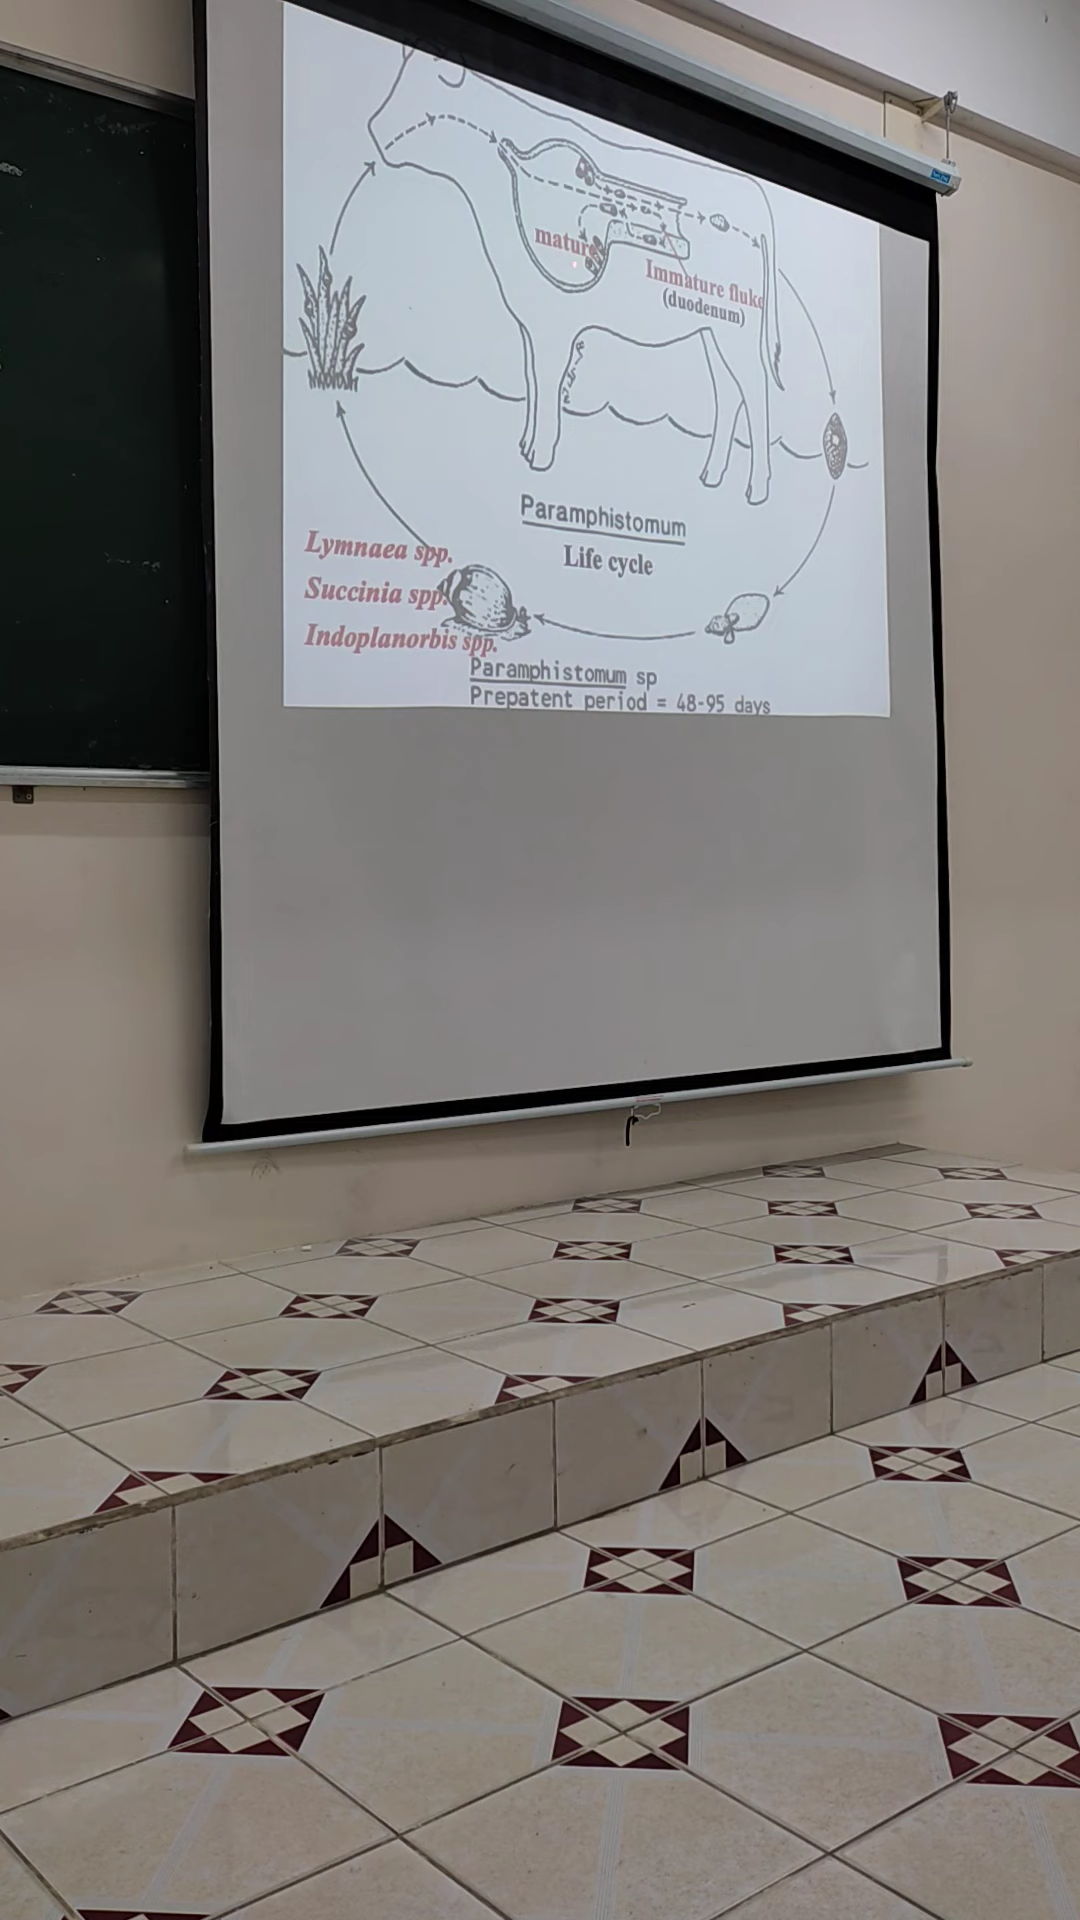 mature
Immature fluke
(duodenum)
Paramphistomum
Life cycle
Lymnaea spp.
Succinia spp.
Indoplanorbis spp.
Paramphistomum sp
Prepatent period = 48-95 days